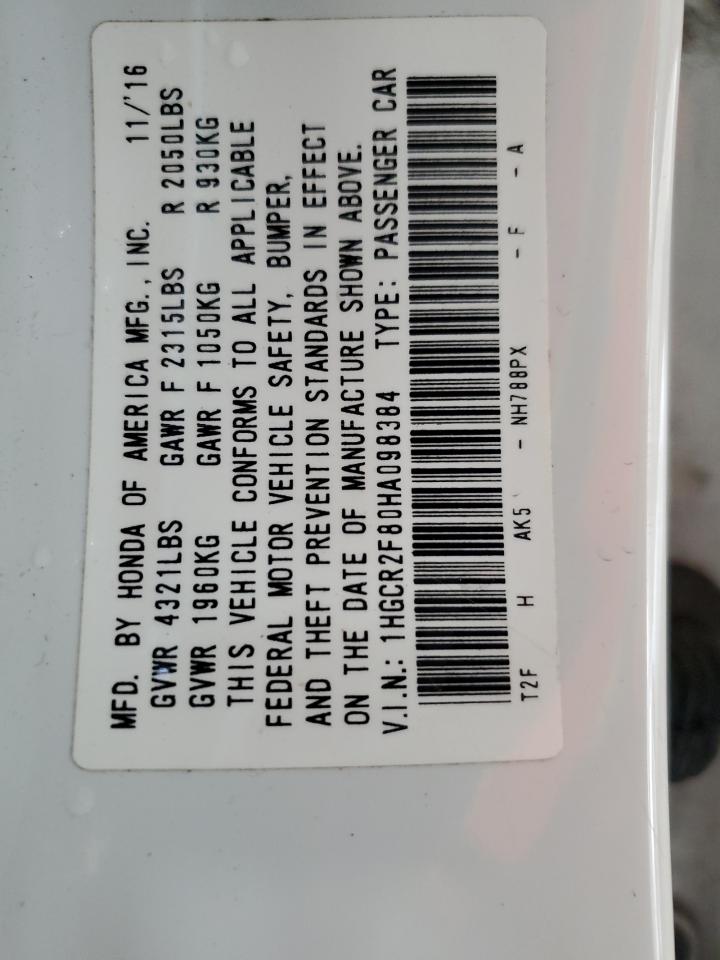 MFD. BY HONDA OF AMERICA MFG., INC. 11/'16
GVWR 4321LBS GAWR F 2315LBS R 2050LBS
GVWR 1960KG GAWR F 1050KG R 930KG
THIS VEHICLE CONFORMS TO ALL APPLICABLE
FEDERAL MOTOR VEHICLE SAFETY, BUMPER,
AND THEFT PREVENTION STANDARDS IN EFFECT
ON THE DATE OF MANUFACTURE SHOWN ABOVE.
V.I.N.: 1HGCR2F80HA098384 TYPE: PASSENGER CAR
T2F H AK5 - NH788PX - F - A